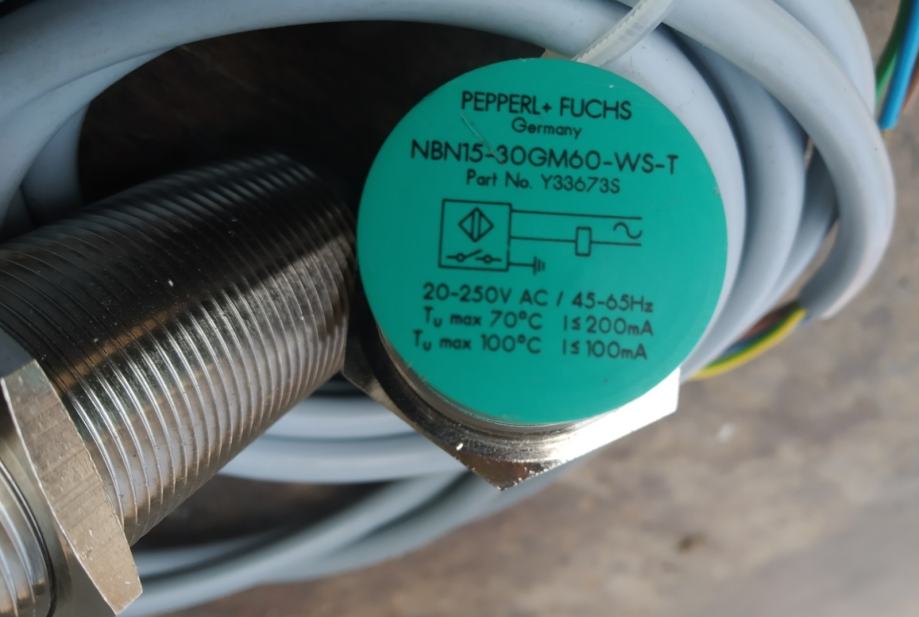 PEPPERL+ FUCHS
Germany
NBN15-30GM60-WS-T
Part No. Y33673S
20-250V AC / 45-65Hz
Tu max 70°C I≤200mA
Tu max 100°C I≤100mA